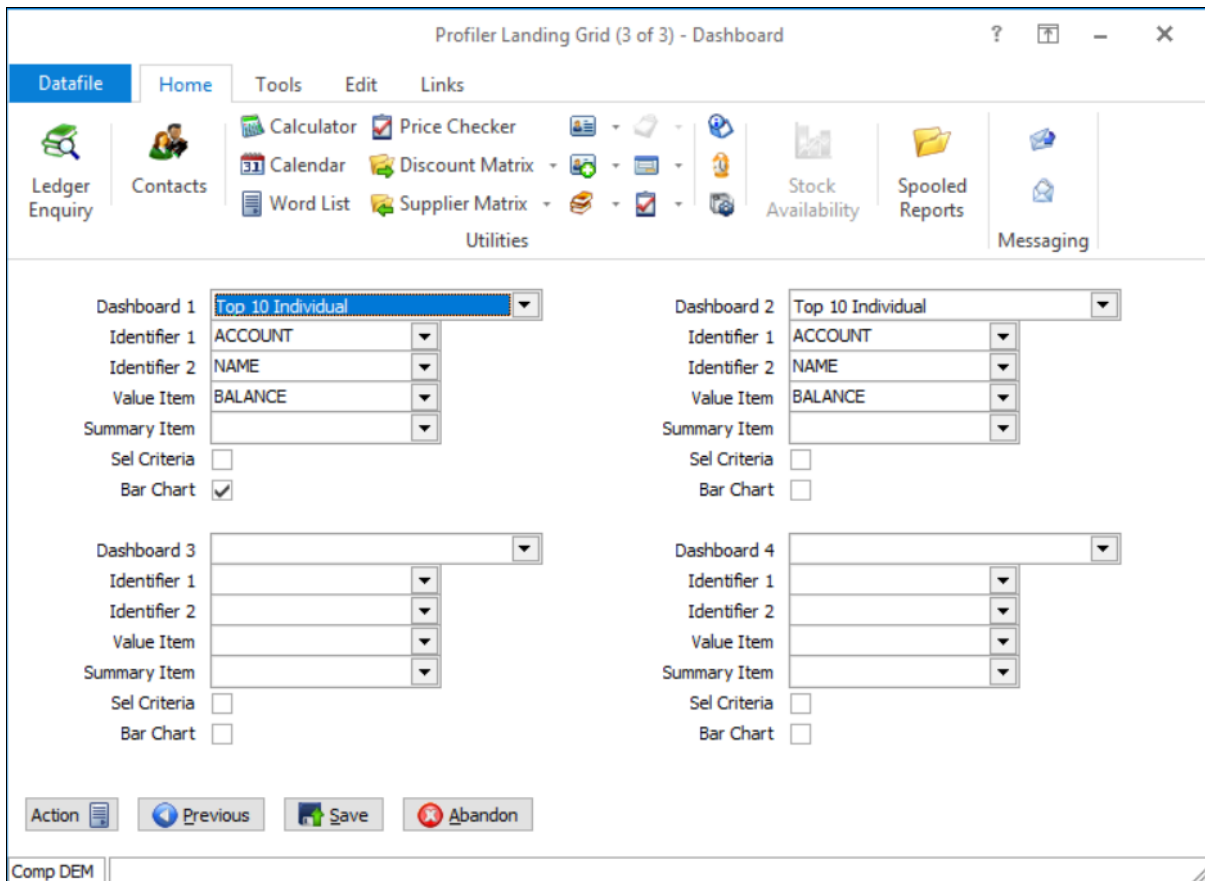 Profiler Landing Grid (3 of 3) - Dashboard
?
Datafile Home Tools Edit Links
Ledger Enquiry
Contacts
Calculator Price Checker
31 Calendar Discount Matrix
Word List Supplier Matrix
Stock Availability
Spooled Reports
Utilities
Messaging
Dashboard 1 Top 10 Individual Dashboard 2 Top 10 Individual
Identifier 1 ACCOUNT Identifier 1 ACCOUNT
Identifier 2 NAME Identifier 2 NAME
Value Item BALANCE Value Item BALANCE
Summary Item Summary Item
Sel Criteria Sel Criteria
Bar Chart Bar Chart
Dashboard 3 Dashboard 4
Identifier 1 Identifier 1
Identifier 2 Identifier 2
Value Item Value Item
Summary Item Summary Item
Sel Criteria Sel Criteria
Bar Chart Bar Chart
Action Previous Save Abandon
Comp DEM